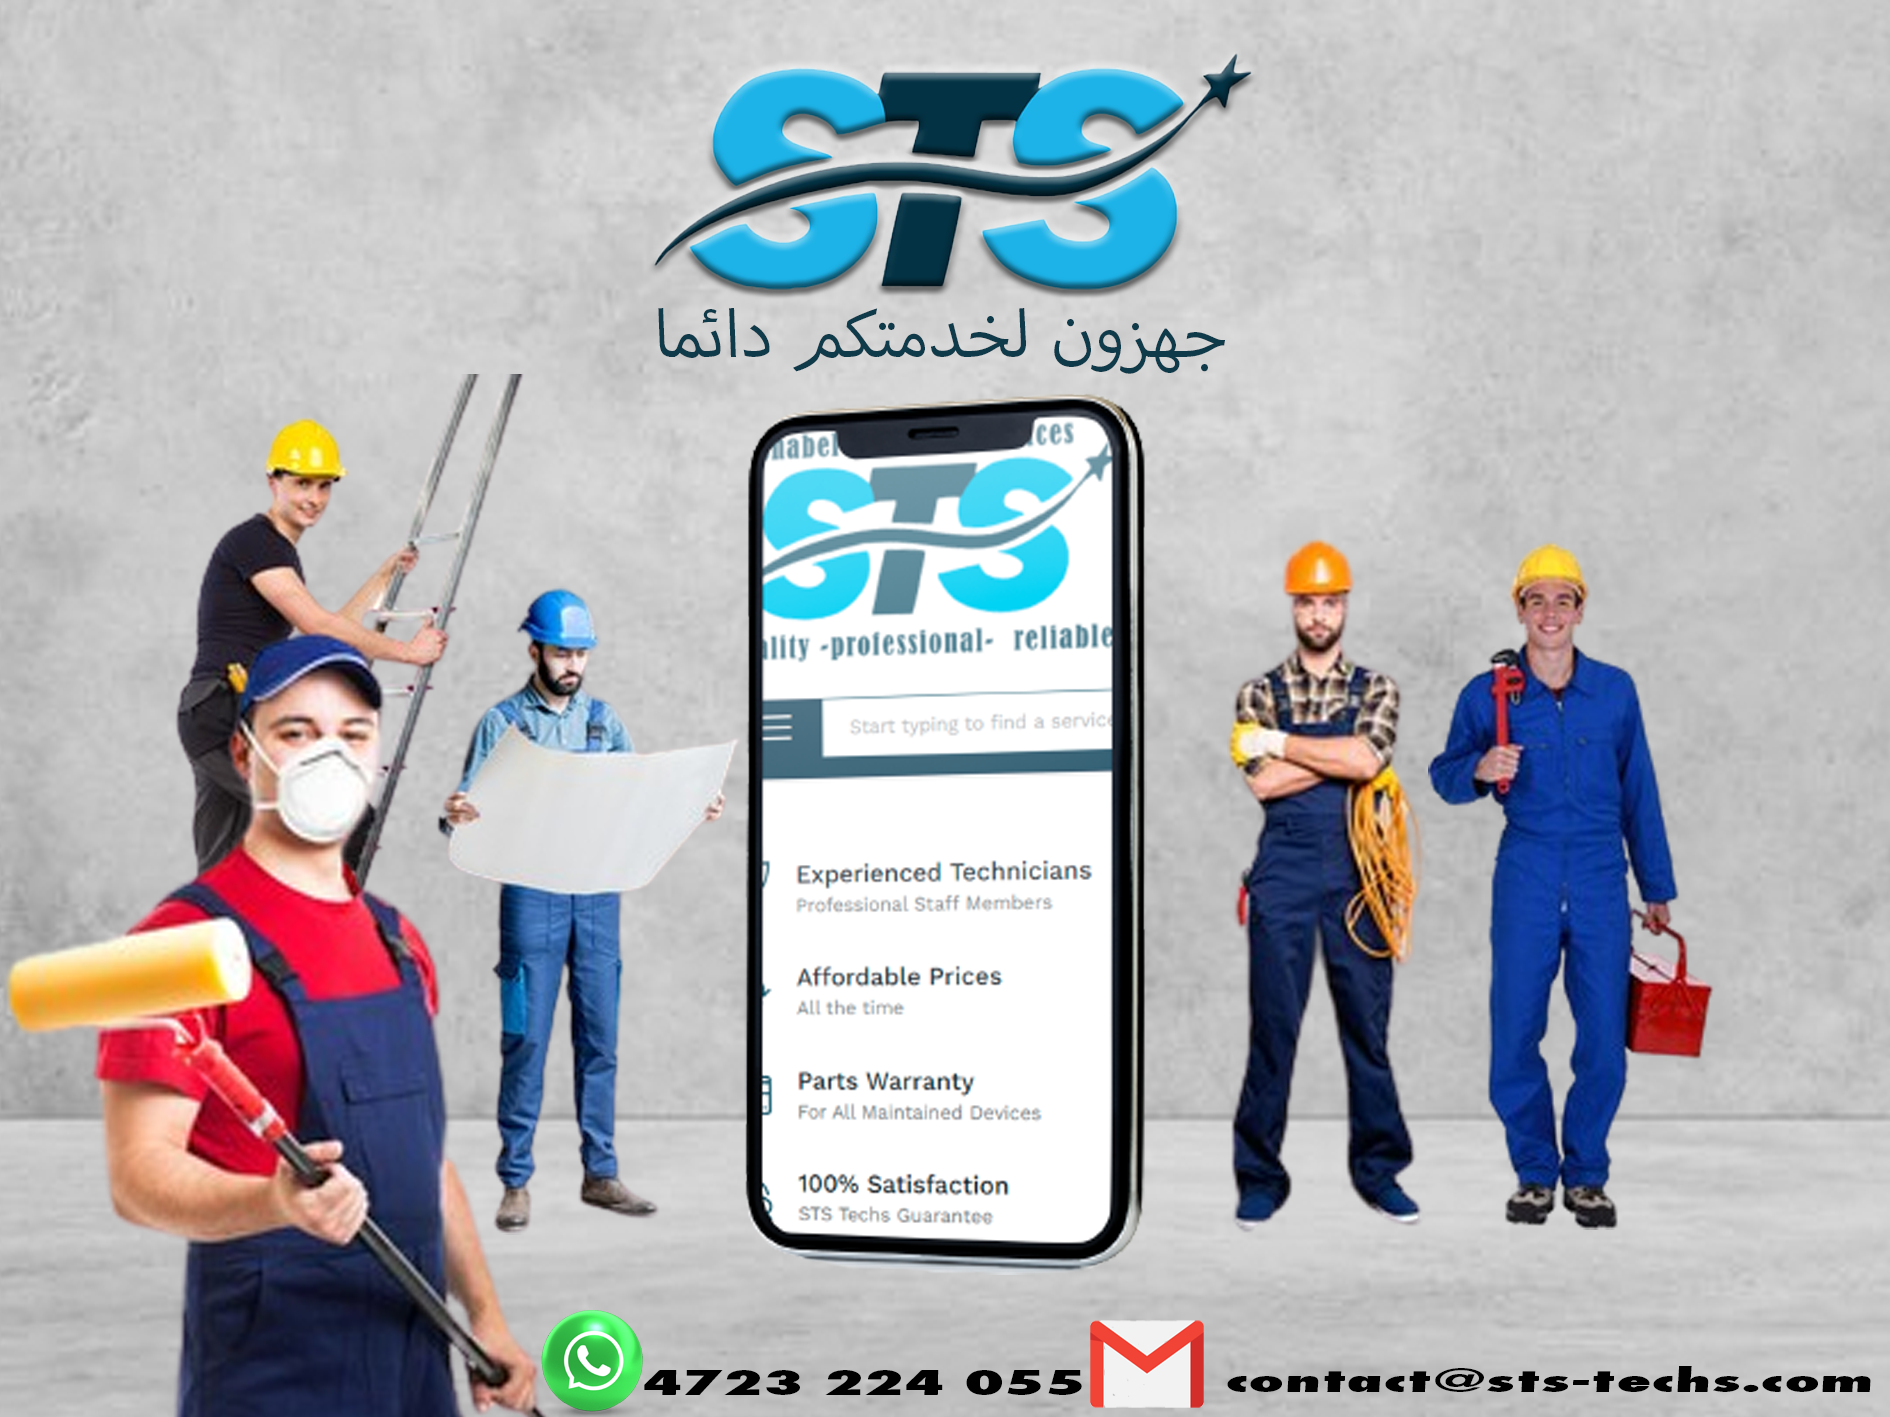 STS
جهزون لخدمتكم دائما
STS
-professional- reliable
Start typing to find a service
Experienced Technicians
Professional Staff Members
Affordable Prices
All the time
Parts Warranty
For All Maintained Devices
100% Satisfaction
STS Techs Guarantee
4723 224 055
contact@sts-techs.com